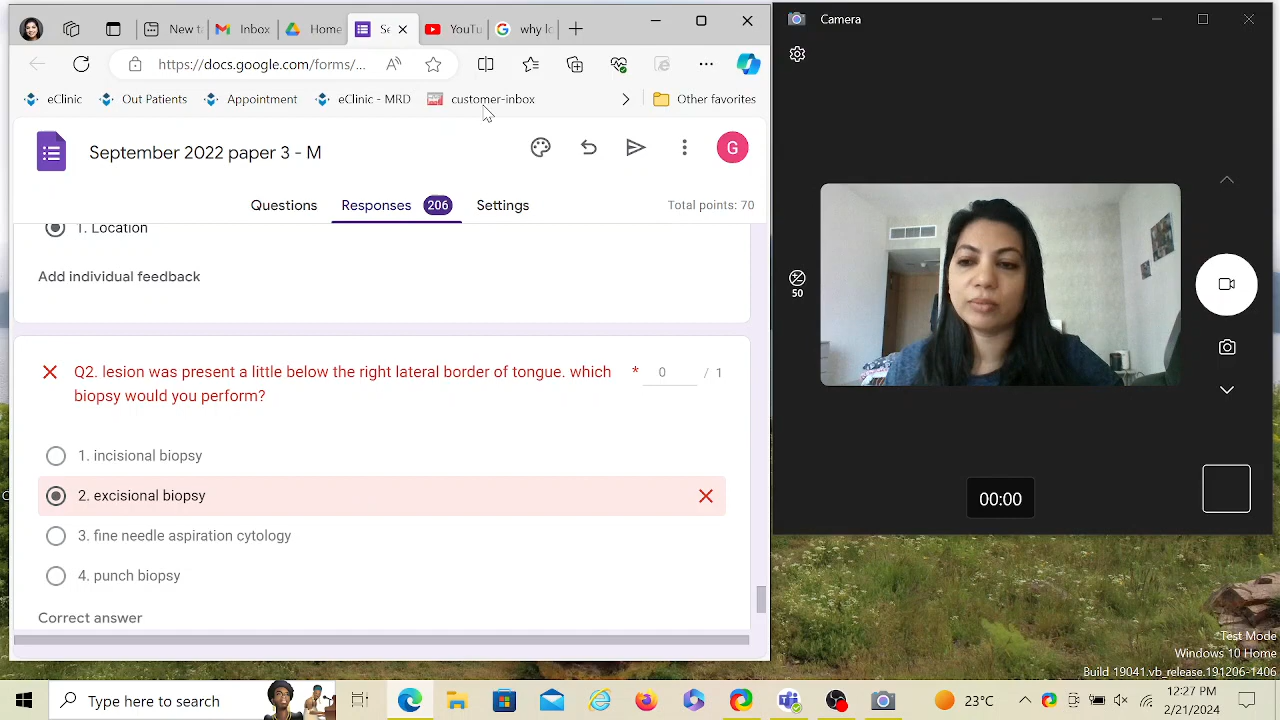 New t
Inbox
Home
Se
YouTu
why lo
Camera
https://docs.google.com/forms/...
eClinic
Out Patients
Appointment
eClinic - MRD
customer-inbox
Other favorites
September 2022 paper 3 - M
G
Questions
Responses 206
Settings
Total points: 70
1. Location
Add individual feedback
Q2. lesion was present a little below the right lateral border of tongue. which * 0 / 1
biopsy would you perform?
1. incisional biopsy
2. excisional biopsy
3. fine needle aspiration cytology
4. punch biopsy
Correct answer
50
00:00
Test Mode
Windows 10 Home
Build 19041.vb_release.191206-1406
Type here to search
23°C
12:27 PM
2/21/2024